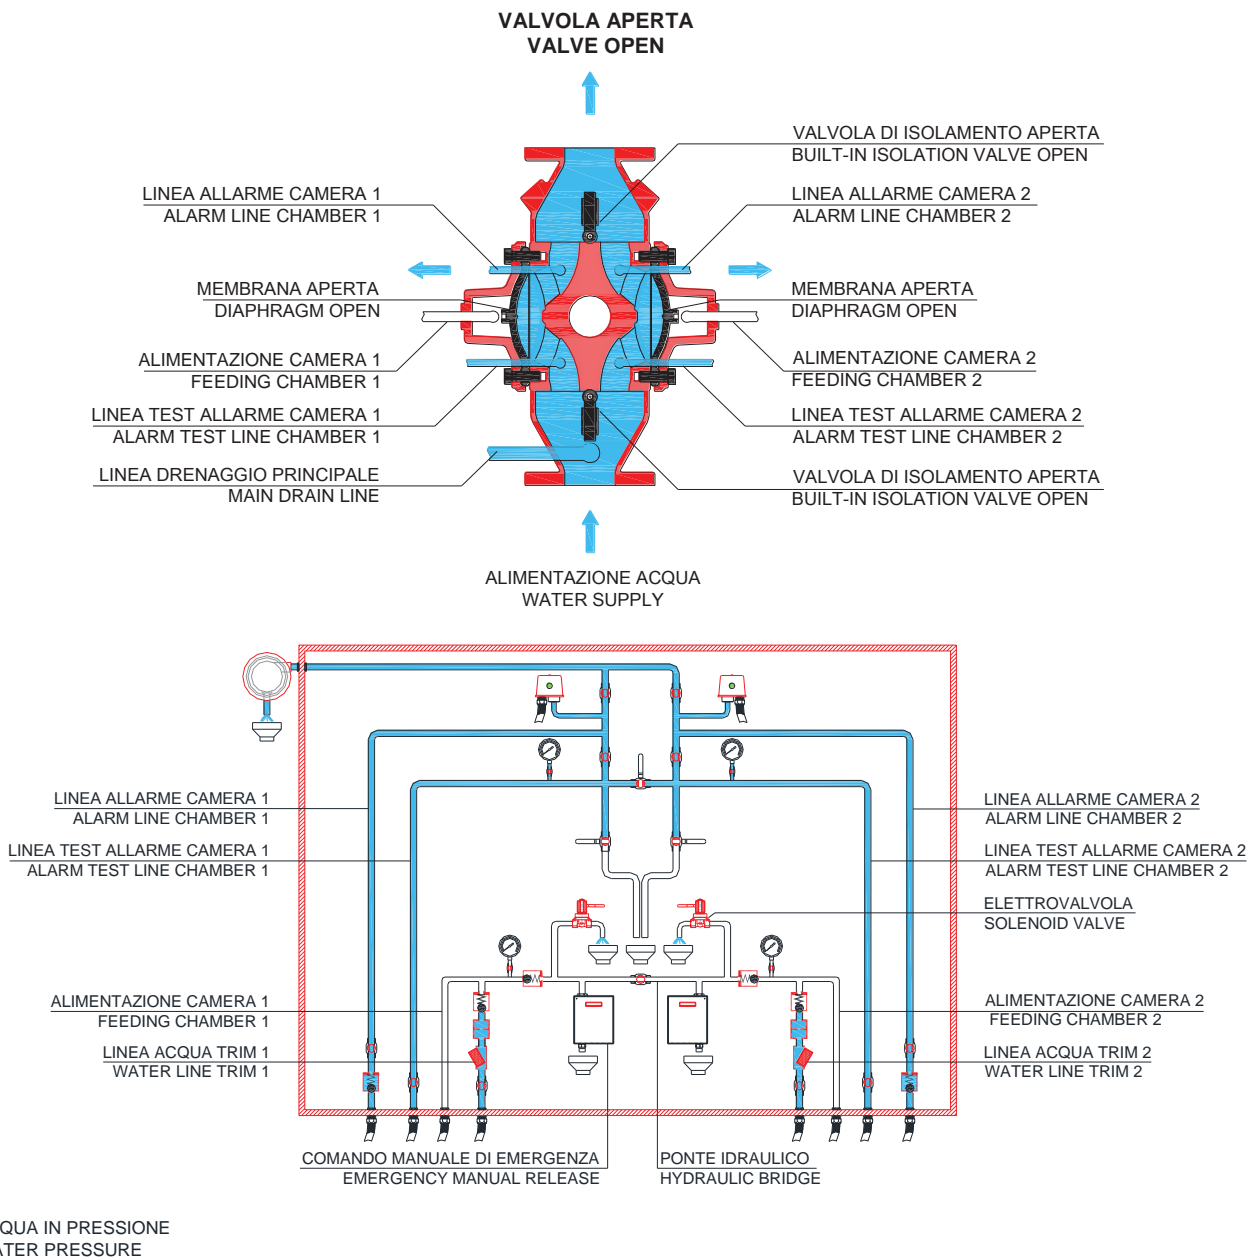 VALVOLA APERTA
VALVE OPEN
VALVOLA DI ISOLAMENTO APERTA
BUILT-IN ISOLATION VALVE OPEN
LINEA ALLARME CAMERA 1
ALARM LINE CHAMBER 1
LINEA ALLARME CAMERA 2
ALARM LINE CHAMBER 2
MEMBRANA APERTA
DIAPHRAGM OPEN
MEMBRANA APERTA
DIAPHRAGM OPEN
ALIMENTAZIONE CAMERA 1
FEEDING CHAMBER 1
ALIMENTAZIONE CAMERA 2
FEEDING CHAMBER 2
LINEA TEST ALLARME CAMERA 1
ALARM TEST LINE CHAMBER 1
LINEA TEST ALLARME CAMERA 2
ALARM TEST LINE CHAMBER 2
LINEA DRENAGGIO PRINCIPALE
MAIN DRAIN LINE
VALVOLA DI ISOLAMENTO APERTA
BUILT-IN ISOLATION VALVE OPEN
ALIMENTAZIONE ACQUA
WATER SUPPLY
LINEA ALLARME CAMERA 1
ALARM LINE CHAMBER 1
LINEA ALLARME CAMERA 2
ALARM LINE CHAMBER 2
LINEA TEST ALLARME CAMERA 1
ALARM TEST LINE CHAMBER 1
LINEA TEST ALLARME CAMERA 2
ALARM TEST LINE CHAMBER 2
ELETTROVALVOLA
SOLENOID VALVE
ALIMENTAZIONE CAMERA 1
FEEDING CHAMBER 1
ALIMENTAZIONE CAMERA 2
FEEDING CHAMBER 2
LINEA ACQUA TRIM 1
WATER LINE TRIM 1
LINEA ACQUA TRIM 2
WATER LINE TRIM 2
COMANDO MANUALE DI EMERGENZA
EMERGENCY MANUAL RELEASE
PONTE IDRAULICO
HYDRAULIC BRIDGE
QUA IN PRESSIONE
ATER PRESSURE